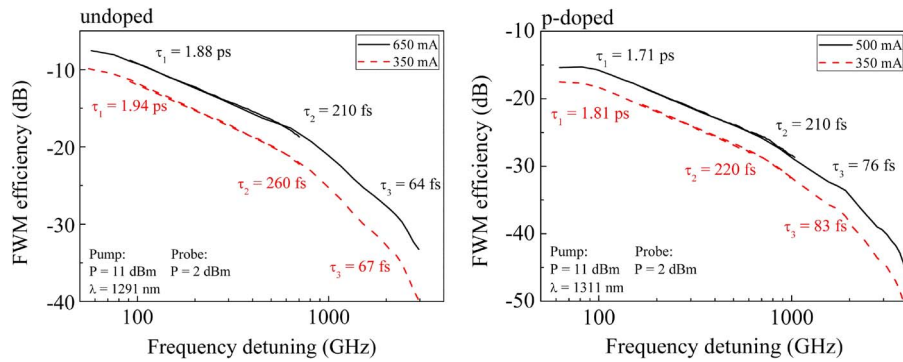 undoped
FWM efficiency (dB)
-10
-20
-30
-40
100
1000
Frequency detuning (GHz)
650 mA
350 mA
τ1 = 1.88 ps
τ1 = 1.94 ps
τ2 = 210 fs
τ2 = 260 fs
τ3 = 64 fs
τ3 = 67 fs
Pump: Probe:
P = 11 dBm P = 2 dBm
λ = 1291 nm
p-doped
FWM efficiency (dB)
-10
-20
-30
-40
-50
100
1000
Frequency detuning (GHz)
500 mA
350 mA
τ1 = 1.71 ps
τ1 = 1.81 ps
τ2 = 210 fs
τ2 = 220 fs
τ3 = 76 fs
τ3 = 83 fs
Pump: Probe:
P = 11 dBm P = 2 dBm
λ = 1311 nm